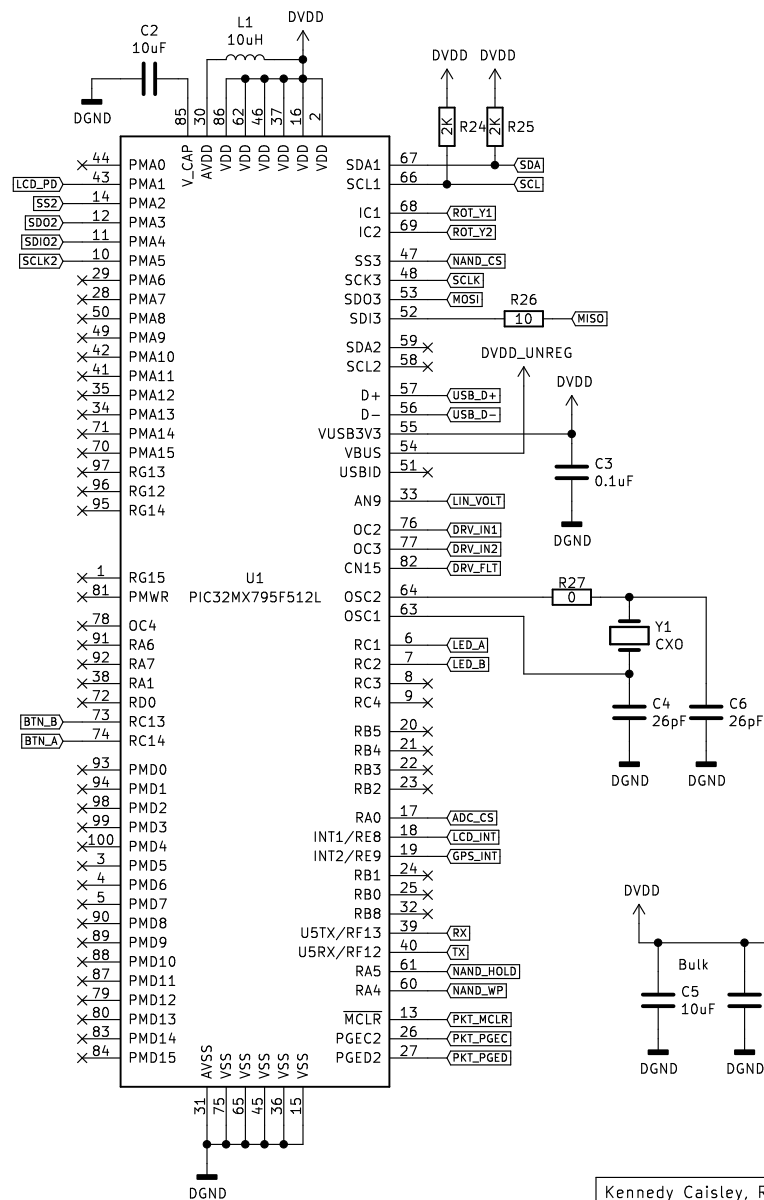 L1
10uH
DVDD
C2
10uF
DGND
85
30
86
62
46
37
16
2
V_CAP
AVDD
VDD
VDD
VDD
VDD
VDD
VDD
DVDD
DVDD
2K
R24
2K
R25
44 PMA0
LCD_PD 43 PMA1
SS2 14 PMA2
SDO2 12 PMA3
SDIO2 11 PMA4
SCLK2 10 PMA5
29 PMA6
28 PMA7
50 PMA8
49 PMA9
42 PMA10
41 PMA11
35 PMA12
34 PMA13
71 PMA14
70 PMA15
97 RG13
96 RG12
95 RG14
1 RG15
81 PMWR
78 OC4
91 RA6
92 RA7
38 RA1
72 RD0
BTN_B 73 RC13
BTN_A 74 RC14
93 PMD0
94 PMD1
98 PMD2
99 PMD3
100 PMD4
3 PMD5
4 PMD6
5 PMD7
90 PMD8
89 PMD9
88 PMD10
87 PMD11
79 PMD12
80 PMD13
83 PMD14
84 PMD15
U1
PIC32MX795F512L
SDA1 67 SDA
SCL1 66 SCL
IC1 68 ROT_Y1
IC2 69 ROT_Y2
SS3 47 NAND_CS
SCK3 48 SCLK
SDO3 53 MOSI
SDI3 52 MISO
R26
10
SDA2 59
SCL2 58
DVDD_UNREG
D+ 57 USB_D+
D- 56 USB_D-
VUSB3V3 55
VBUS 54
USBID 51
DVDD
C3
0.1uF
DGND
AN9 33 LIN_VOLT
OC2 76 DRV_IN1
OC3 77 DRV_IN2
CN15 82 DRV_FLT
OSC2 64
OSC1 63
R27
0
Y1
CXO
C4
26pF
C6
26pF
DGND
DGND
RC1 6 LED_A
RC2 7 LED_B
RC3 8
RC4 9
RB5 20
RB4 21
RB3 22
RB2 23
RA0 17 ADC_CS
INT1/RE8 18 LCD_INT
INT2/RE9 19 GPS_INT
RB1 24
RB0 25
RB8 32
U5TX/RF13 39 RX
U5RX/RF12 40 TX
RA5 61 NAND_HOLD
RA4 60 NAND_WP
MCLR 13 PKT_MCLR
PGEC2 26 PKT_PGEC
PGED2 27 PKT_PGED
DVDD
Bulk
C5
10uF
DGND
DGND
AVSS
VSS
VSS
VSS
VSS
VSS
31
75
65
45
36
15
DGND
Kennedy Caisley, R